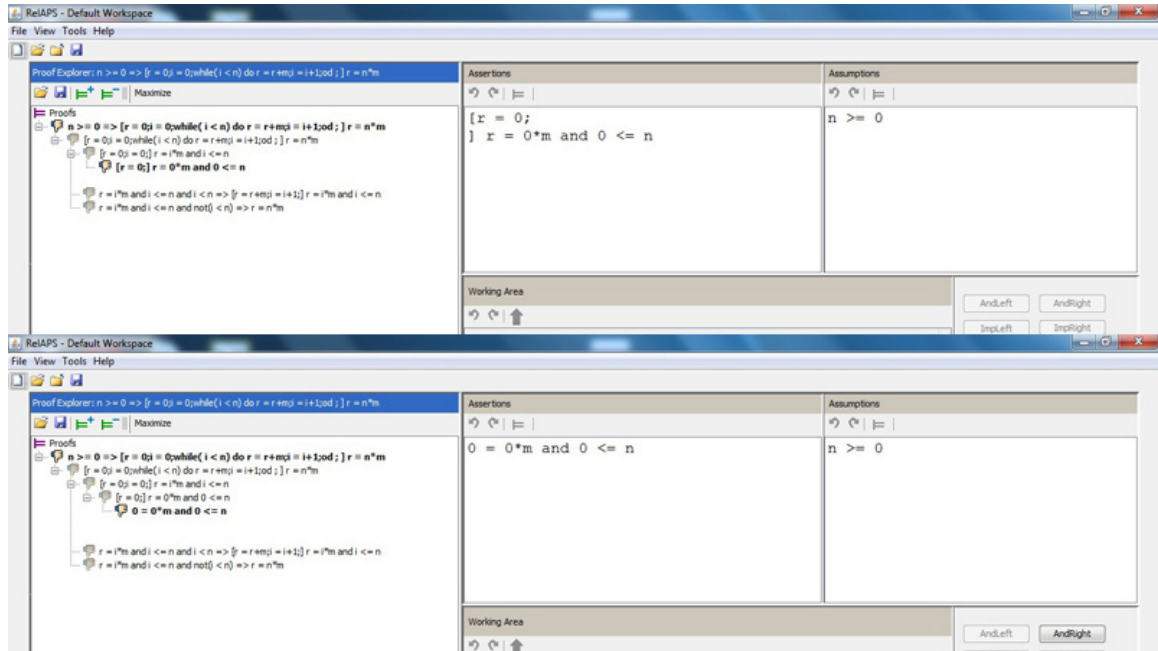 RelAPS - Default Workspace
File View Tools Help
Proof Explorer: n >= 0 => [r = 0;i = 0;while( i < n) do r = r+m;i = i+1;od ; ] r = n*m
Maximize
Proofs
n >= 0 => [r = 0;i = 0;while( i < n) do r = r+m;i = i+1;od ; ] r = n*m
[r = 0;i = 0;while( i < n) do r = r+m;i = i+1;od ; ] r = n*m
[r = 0;i = 0;] r = i*m and i <= n
[r = 0;] r = 0*m and 0 <= n
r = i*m and i <= n and i < n => [r = r+m;i = i+1;] r = i*m and i <= n
r = i*m and i <= n and not(i < n) => r = n*m
Assertions
[r = 0;
] r = 0*m and 0 <= n
Assumptions
n >= 0
Working Area
AndLeft AndRight
ImpLeft ImpRight
RelAPS - Default Workspace
File View Tools Help
Proof Explorer: n >= 0 => [r = 0;i = 0;while( i < n) do r = r+m;i = i+1;od ; ] r = n*m
Maximize
Proofs
n >= 0 => [r = 0;i = 0;while( i < n) do r = r+m;i = i+1;od ; ] r = n*m
[r = 0;i = 0;while( i < n) do r = r+m;i = i+1;od ; ] r = n*m
[r = 0;i = 0;] r = i*m and i <= n
[r = 0;] r = 0*m and 0 <= n
0 = 0*m and 0 <= n
r = i*m and i <= n and i < n => [r = r+m;i = i+1;] r = i*m and i <= n
r = i*m and i <= n and not(i < n) => r = n*m
Assertions
0 = 0*m and 0 <= n
Assumptions
n >= 0
Working Area
AndLeft AndRight